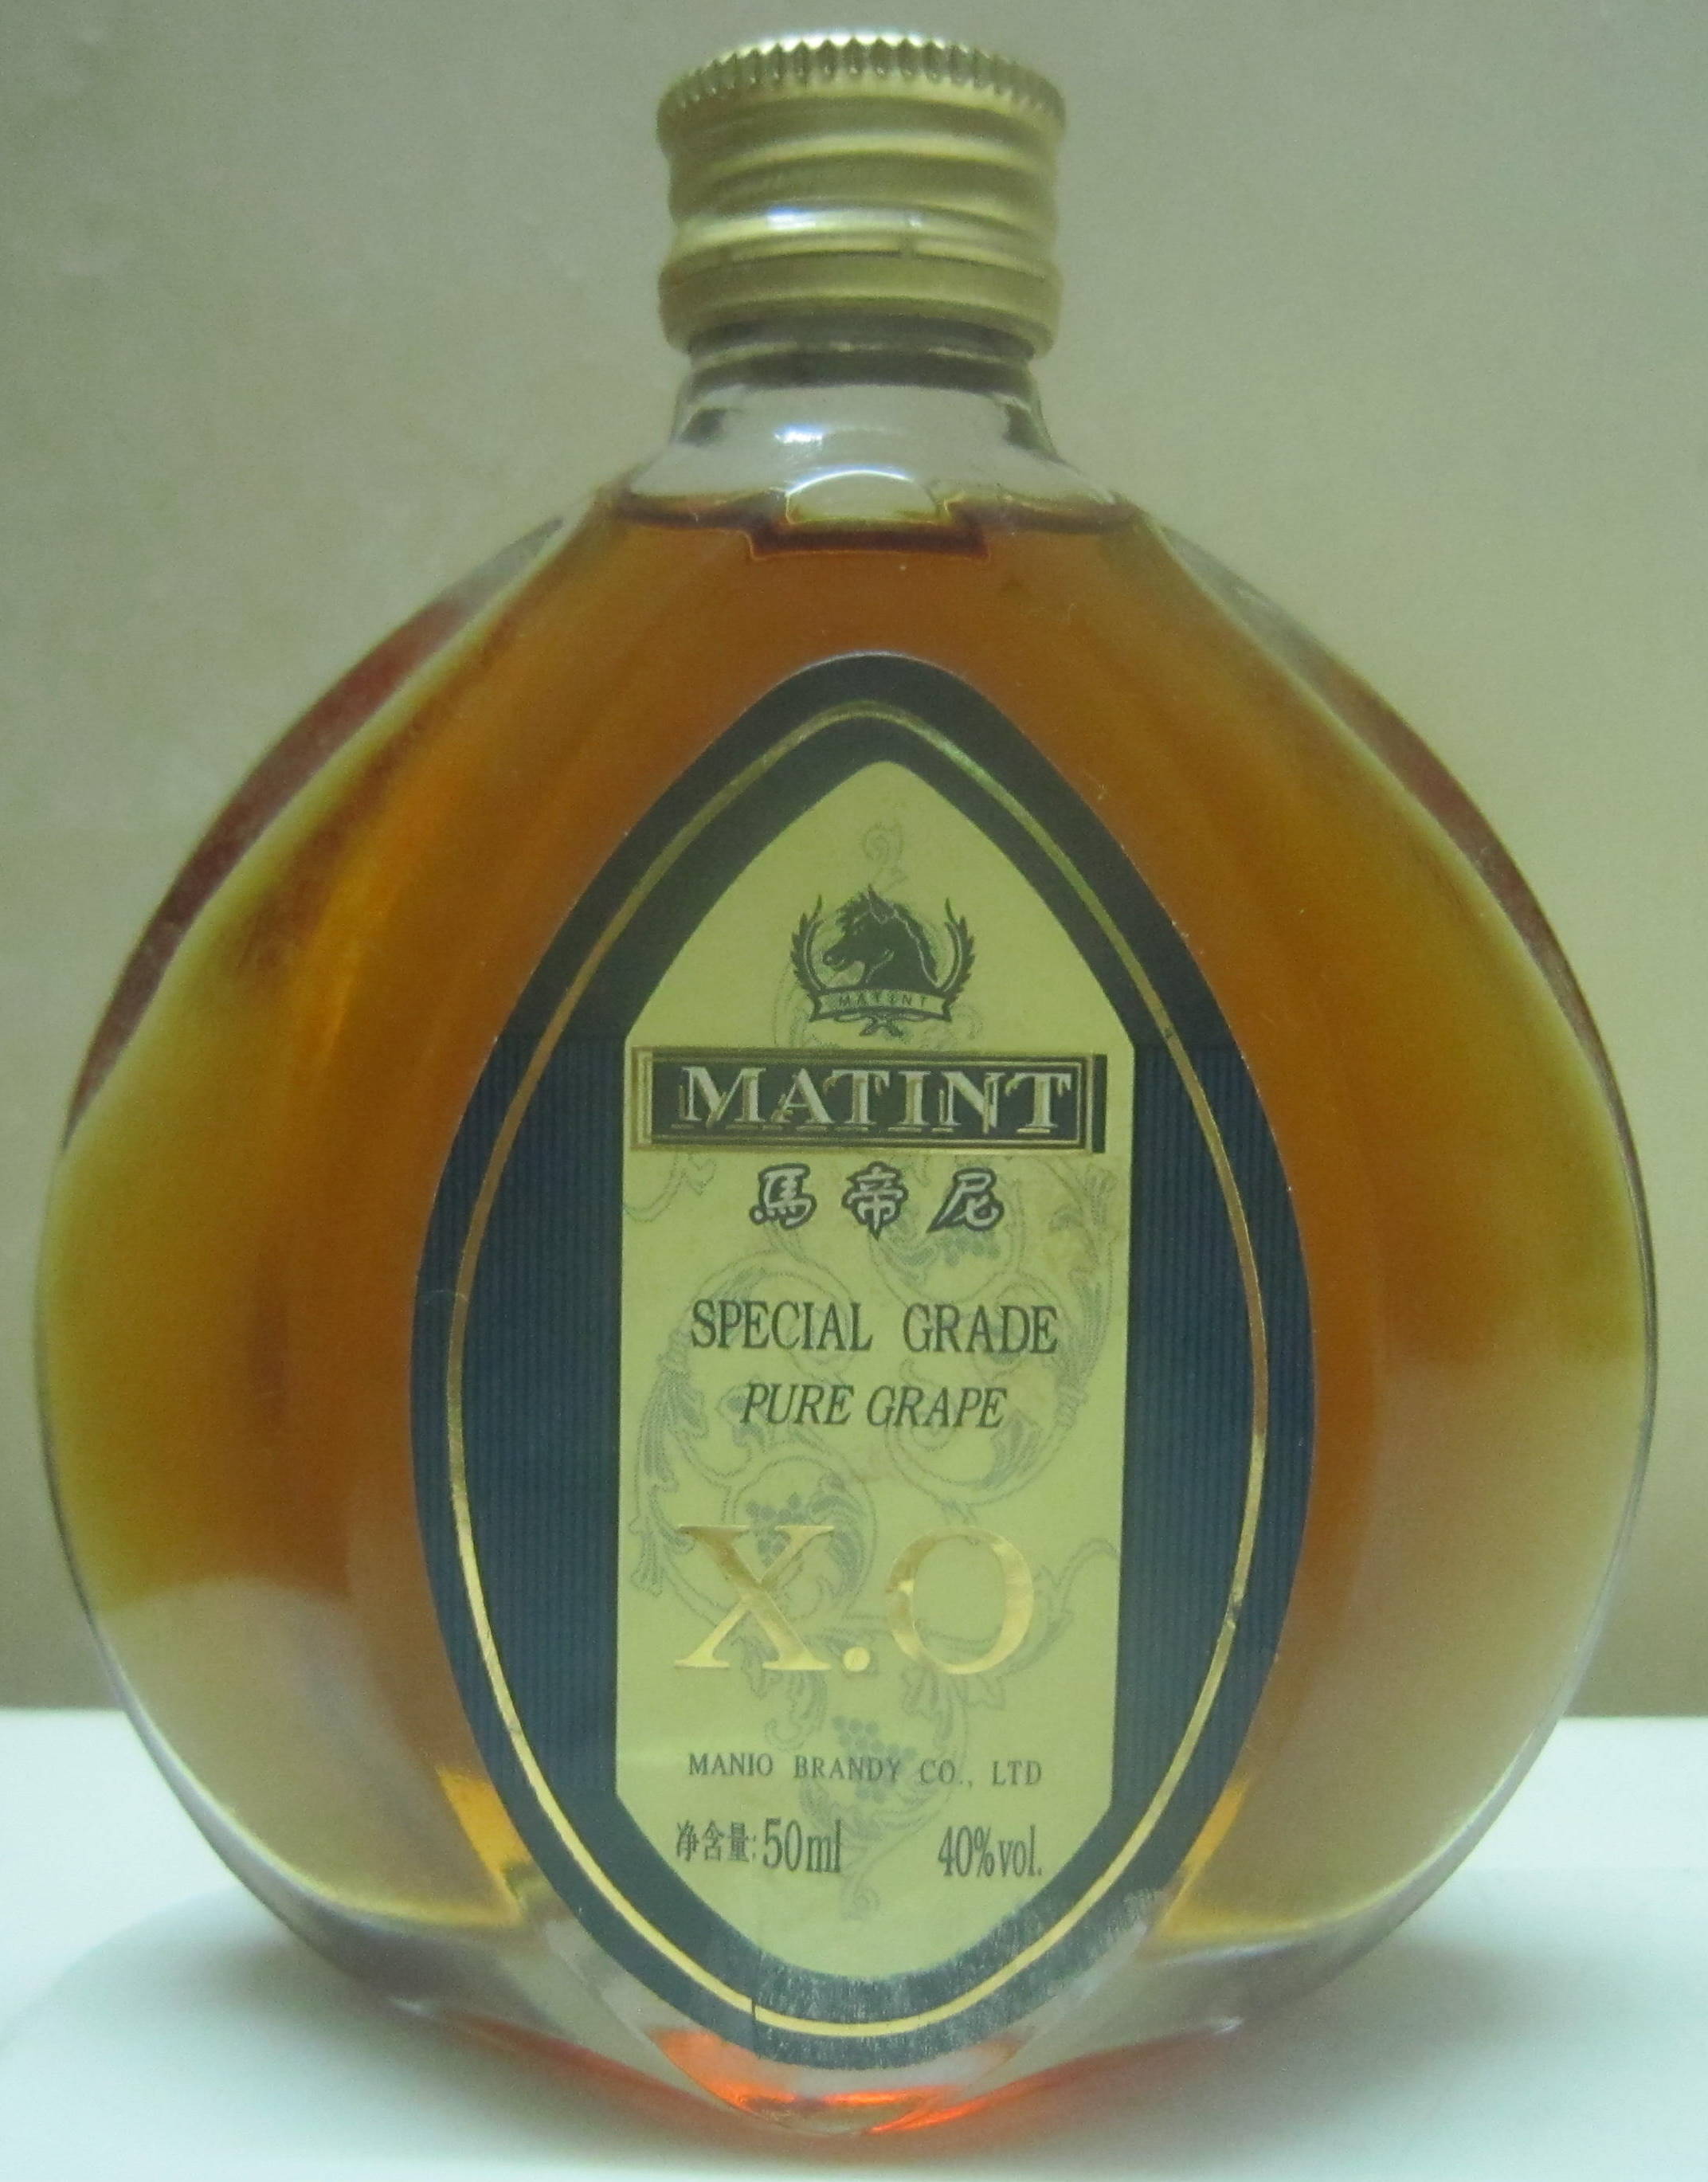 MATINT
MATINT
馬帝尼
SPECIAL GRADE
PURE GRAPE
X.O
MANIO BRANDY CO., LTD
净含量:50ml 40%vol.